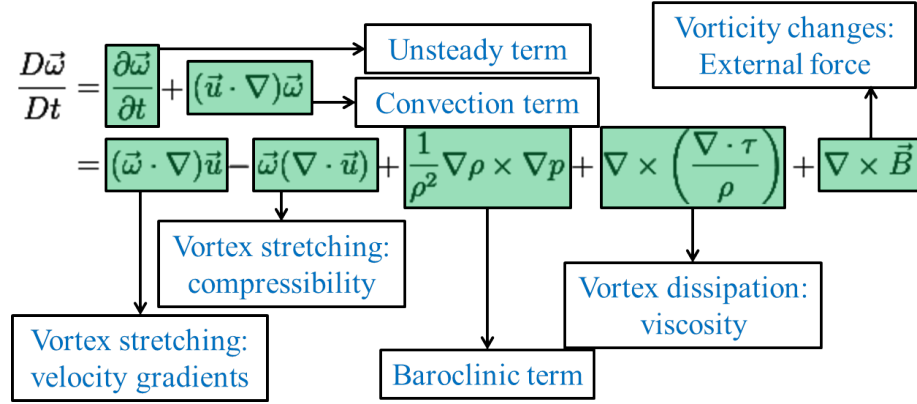 Vorticity changes:
External force
Unsteady term
Convection term
Dω⃗/Dt = ∂ω⃗/∂t + (u⃗ · ∇)ω⃗
= (ω⃗ · ∇)u⃗ − ω⃗(∇ · u⃗) + 1/ρ² ∇ρ × ∇p + ∇ × (∇ · τ / ρ) + ∇ × B⃗
Vortex stretching:
compressibility
Vortex dissipation:
viscosity
Vortex stretching:
velocity gradients
Baroclinic term